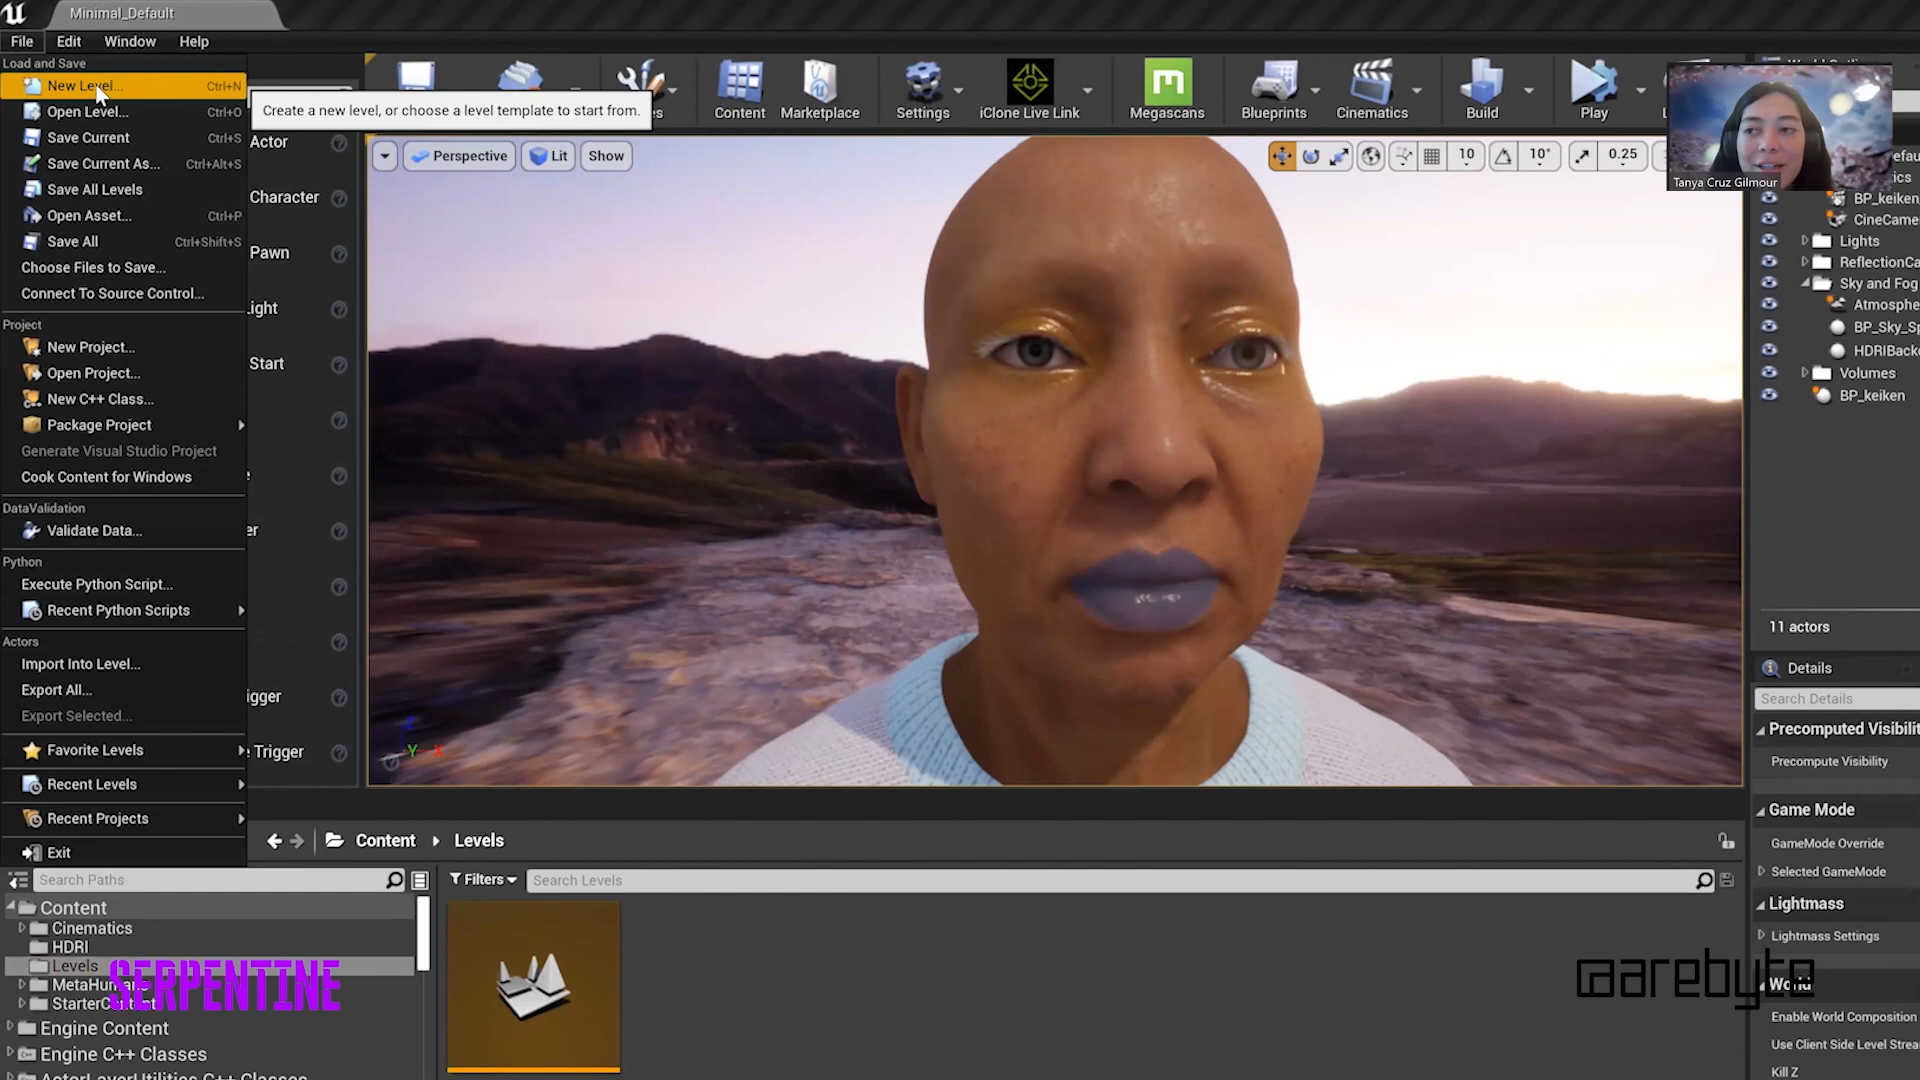 Minimal_Default
File Edit Window Help
Load and Save
New Level... Ctrl+N
Open Level... Ctrl+O
Save Current Ctrl+S
Save Current As... Ctrl+Alt+S
Save All Levels
Open Asset... Ctrl+P
Save All Ctrl+Shift+S
Choose Files to Save...
Connect To Source Control...
Project
New Project...
Open Project...
New C++ Class...
Package Project
Generate Visual Studio Project
Cook Content for Windows
DataValidation
Validate Data...
Python
Execute Python Script...
Recent Python Scripts
Actors
Import Into Level...
Export All...
Export Selected...
Favorite Levels
Recent Levels
Recent Projects
Exit
Create a new level, or choose a level template to start from.
Actor
Character
Pawn
Light
Start
er
igger
e Trigger
Content Marketplace Settings iClone Live Link Megascans Blueprints Cinematics Build Play
Perspective Lit Show
10 10° 0.25
Y X
Tanya Cruz Gilmour
BP_keiken
CineCame
Lights
ReflectionCa
Sky and Fog
Atmosphe
BP_Sky_Sp
HDRIBack
Volumes
BP_keiken
11 actors
Details
Search Details
Precomputed Visibilit
Precompute Visibility
Game Mode
GameMode Override
Selected GameMode
Lightmass
Lightmass Settings
World
Enable World Composition
Use Client Side Level Strea
Kill Z
Content Levels
Search Paths
Filters Search Levels
Content
Cinematics
HDRI
Levels
MetaHumans
StarterContent
Engine Content
Engine C++ Classes
ActorLayerUtilities C++ Classes
SERPENTINE
@arebyte